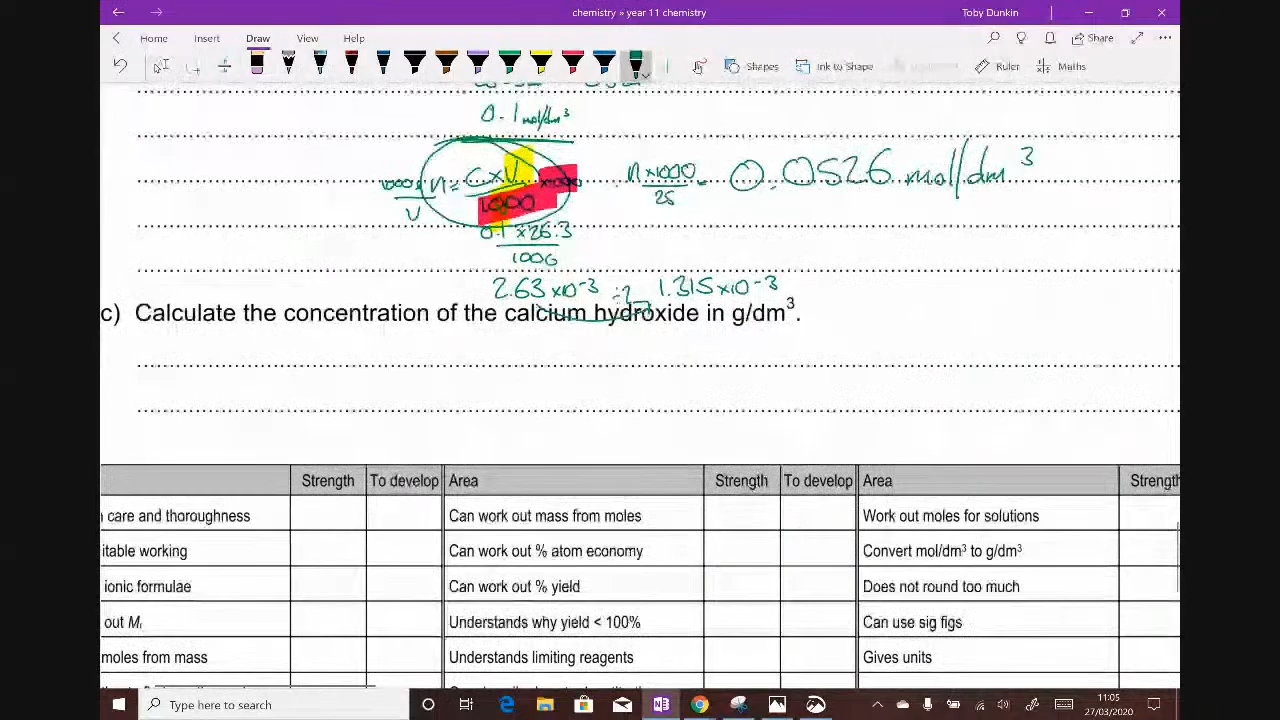 chemistry » year 11 chemistry
Toby Dunkin
Home Insert Draw View Help
Share
Shapes Ink to Shape Ruler Maths
0.1 mol/dm³
n = C×V ×1000 n×1000 = 0.0526 mol/dm³
1000 25
V
0.1 × 26.3
1000
2.63×10⁻³ ÷2 1.315×10⁻³
c) Calculate the concentration of the calcium hydroxide in g/dm³.
Strength To develop Area Strength To develop Area Strength
care and thoroughness Can work out mass from moles Work out moles for solutions
itable working Can work out % atom economy Convert mol/dm³ to g/dm³
ionic formulae Can work out % yield Does not round too much
out Mᵣ Understands why yield < 100% Can use sig figs
moles from mass Understands limiting reagents Gives units
Type here to search
11:05
27/03/2020